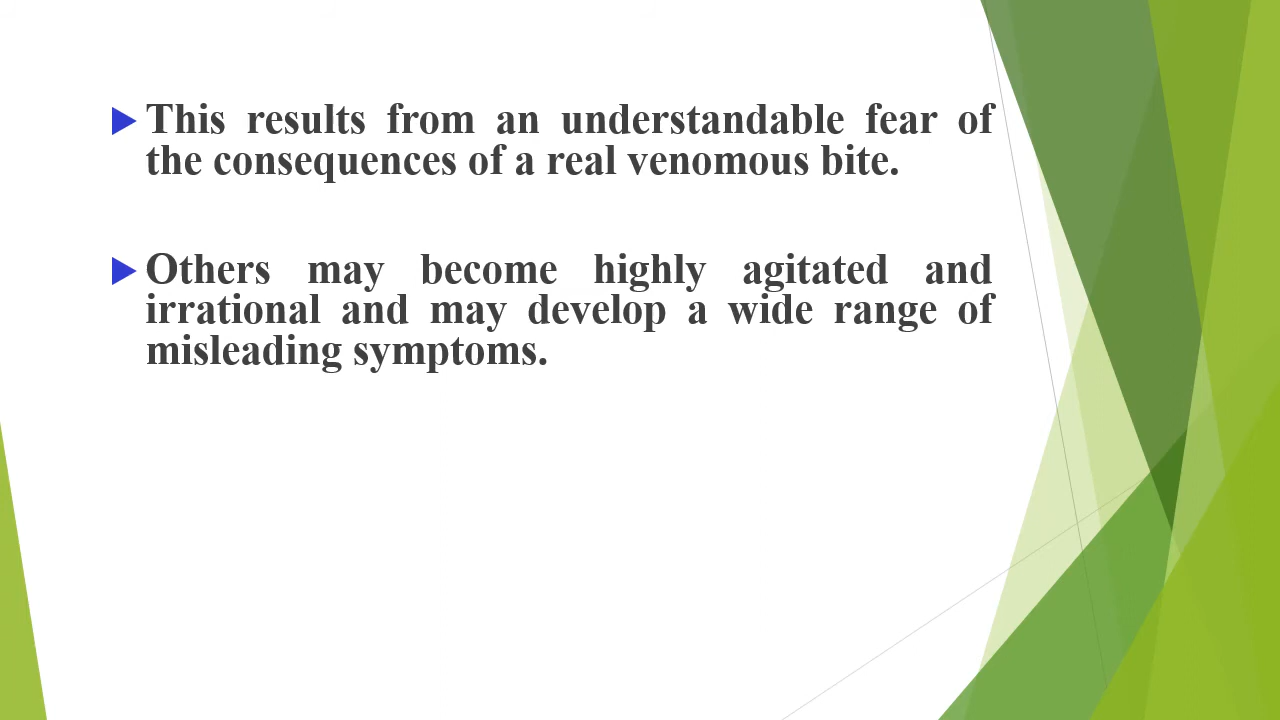 This results from an understandable fear of
the consequences of a real venomous bite.
Others may become highly agitated and
irrational and may develop a wide range of
misleading symptoms.